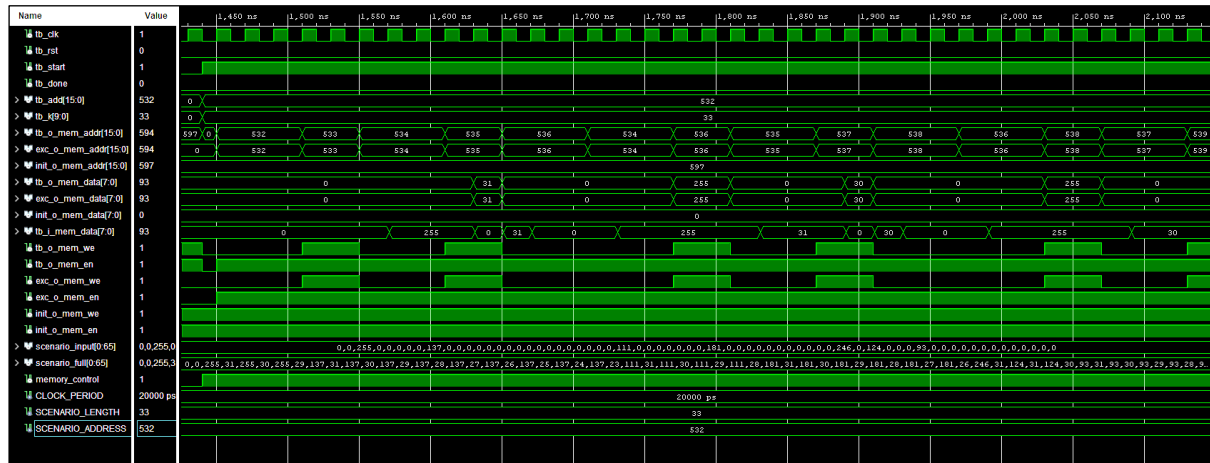 Name Value 1,450 ns 1,500 ns 1,550 ns 1,600 ns 1,650 ns 1,700 ns 1,750 ns 1,800 ns 1,850 ns 1,900 ns 1,950 ns 2,000 ns 2,050 ns 2,100 ns
tb_clk 1
tb_rst 0
tb_start 1
tb_done 0
tb_add[15:0] 532 0 532
tb_k[9:0] 33 0 33
tb_o_mem_addr[15:0] 594 597 0 532 533 534 535 536 534 536 535 537 538 536 538 537 539
exc_o_mem_addr[15:0] 594 0 532 533 534 535 536 534 536 535 537 538 536 538 537 539
init_o_mem_addr[15:0] 597 597
tb_o_mem_data[7:0] 93 0 31 0 255 0 30 0 255 0
exc_o_mem_data[7:0] 93 0 31 0 255 0 30 0 255 0
init_o_mem_data[7:0] 0 0
tb_i_mem_data[7:0] 93 0 255 0 31 0 255 31 0 30 0 255 30
tb_o_mem_we 1
tb_o_mem_en 1
exc_o_mem_we 1
exc_o_mem_en 1
init_o_mem_we 1
init_o_mem_en 1
scenario_input[0:65] 0,0,255,0 0,0,255,0,0,0,0,0,137,0,0,0,0,0,0,0,0,0,0,0,0,0,0,0,0,0,111,0,0,0,0,0,181,0,0,0,0,0,0,0,0,0,0,0,246,0,124,0,0,0,93,0,0,0,0,0,0,0,0,0,0,0
scenario_full[0:65] 0,0,255,3 0,0,255,31,255,30,255,29,137,31,137,30,137,29,137,28,137,27,137,26,137,25,137,24,137,23,111,31,111,30,111,29,181,31,181,30,181,29,181,28,181,27,181,26,246,31,124,31,124,30,93,31,93,30,93,29,93,28,9...
memory_control 1
CLOCK_PERIOD 20000 ps 20000 ps
SCENARIO_LENGTH 33 33
SCENARIO_ADDRESS 532 532